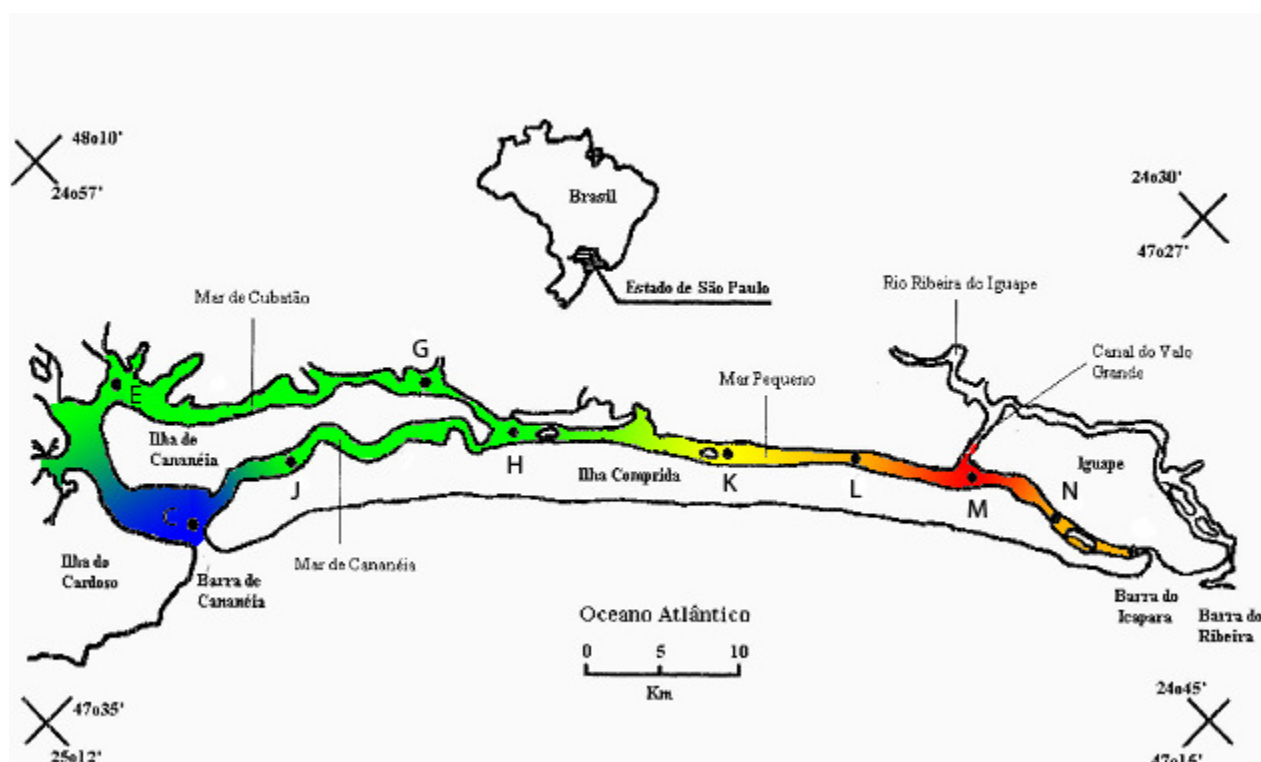 48o10'
24o57'
24o30'
47o27'
Brasil
Estado de São Paulo
Rio Ribeira do Iguape
Mar de Cubatão
Canal do Valo
Grande
G
Mar Pequeno
E
Ilha de
Cananéia
H
Ilha Comprida
Iguape
J
K
L
M
N
C
Ilha do
Cardoso
Barra de
Cananéia
Mar de Cananéia
Oceano Atlântico
0 5 10
Km
Barra do
Icapara
Barra do
Ribeira
47o35'
25o12'
24o45'
47o16'